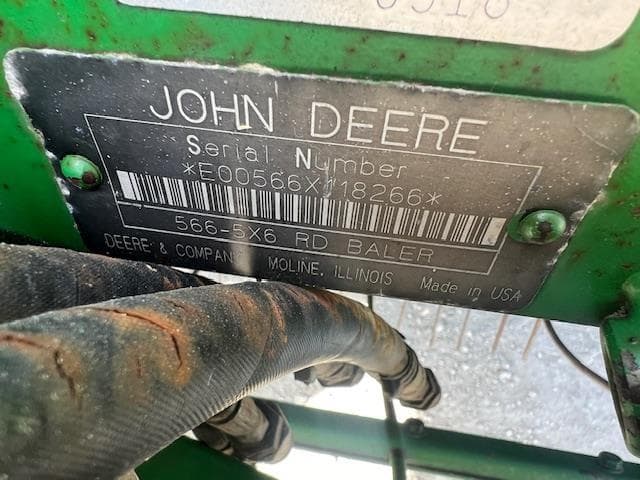 JOHN DEERE
Serial Number
*E00566X118266*
566-5X6 RD BALER
DEERE & COMPANY MOLINE, ILLINOIS Made in USA